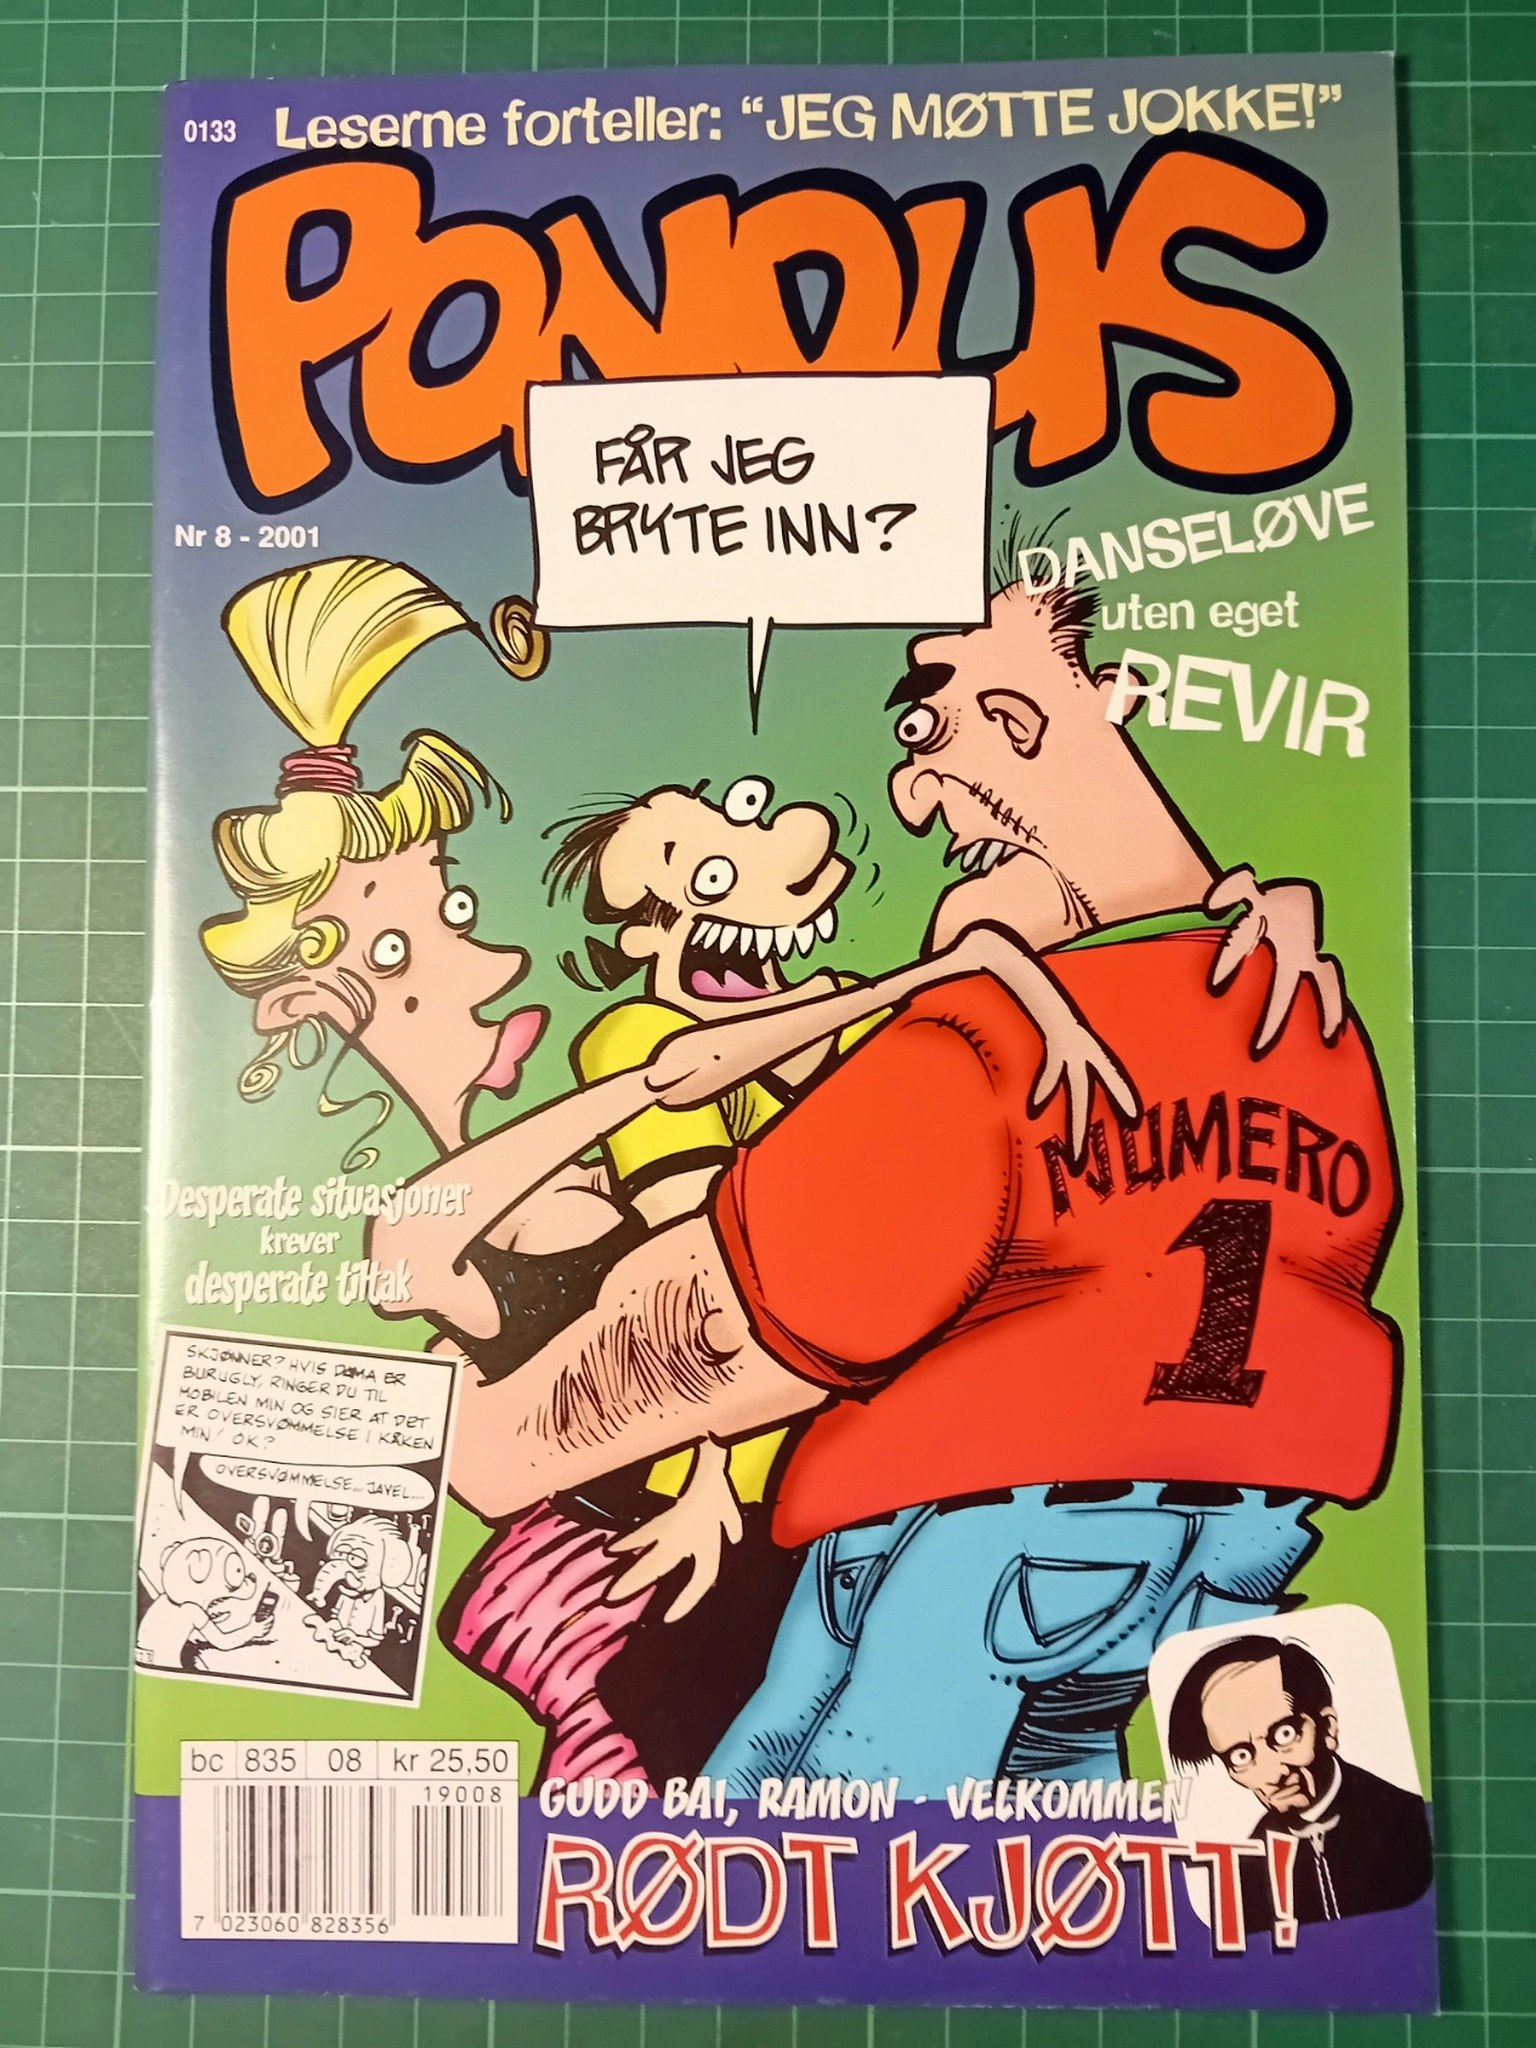 0133
Leserne forteller: “JEG MØTTE JOKKE!”
PONDUS
Nr 8 - 2001
FÅR JEG
BRYTE INN?
DANSELØVE
uten eget
REVIR
NUMERO
1
Desperate situasjoner
krever
desperate tiltak
SKJØNNER? HVIS DAMA ER
BURUGLY, RINGER DU TIL
MOBILEN MIN OG SIER AT DET
ER OVERSVØMMELSE I KÅKEN
MIN! OK?
OVERSVØMMELSE... JAVEL...
bc 835 08 kr 25,50
19008
7 023060 828356
GUDD BAI, RAMON - VELKOMMEN
RØDT KJØTT!